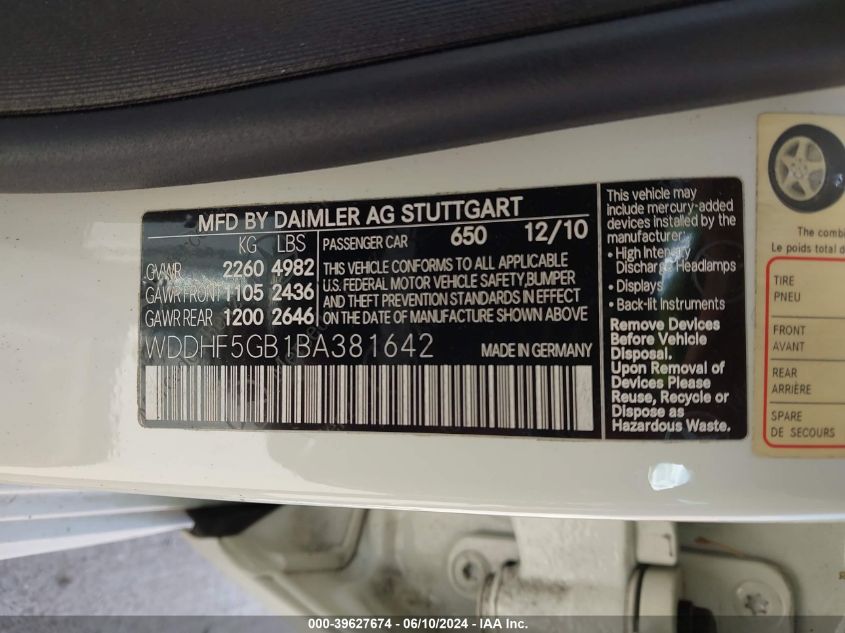 MFD BY DAIMLER AG STUTTGART
KG LBS
GVWR 2260 4982
GAWR FRONT 1105 2436
GAWR REAR 1200 2646
PASSENGER CAR 650 12/10
THIS VEHICLE CONFORMS TO ALL APPLICABLE
U.S. FEDERAL MOTOR VEHICLE SAFETY,BUMPER
AND THEFT PREVENTION STANDARDS IN EFFECT
ON THE DATE OF MANUFACTURE SHOWN ABOVE
WDDHF5GB1BA381642 MADE IN GERMANY
This vehicle may
include mercury-added
devices installed by the
manufacturer:
• High Intensity
Discharge Headlamps
• Displays
• Back-lit Instruments
Remove Devices
Before Vehicle
Disposal.
Upon Removal of
Devices Please
Reuse, Recycle or
Dispose as
Hazardous Waste.
The combi
Le poids total d
TIRE
PNEU
FRONT
AVANT
REAR
ARRIÈRE
SPARE
DE SECOURS
000-39627674 - 06/10/2024 - IAA Inc.